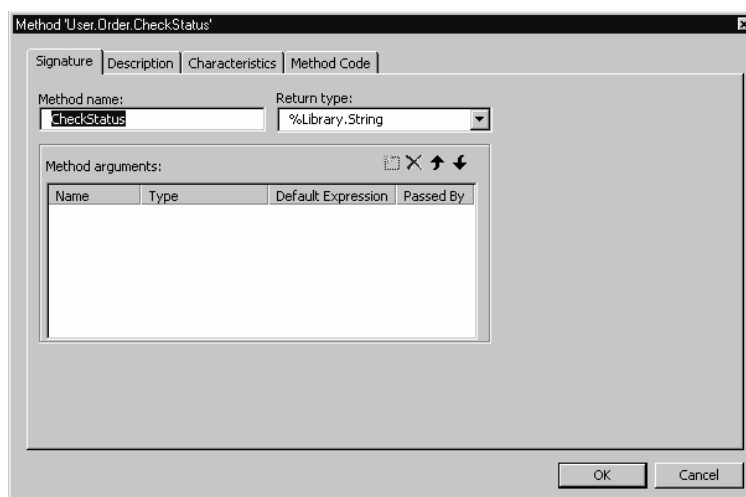 Method 'User.Order.CheckStatus'
Signature Description Characteristics Method Code
Method name: Return type:
CheckStatus %Library.String
Method arguments:
Name Type Default Expression Passed By
OK Cancel